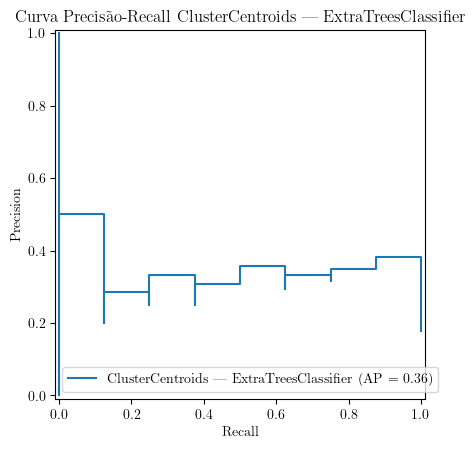 Curva Precisão-Recall ClusterCentroids — ExtraTreesClassifier
1.0
0.8
0.6
0.4
0.2
0.0
Precision
ClusterCentroids — ExtraTreesClassifier (AP = 0.36)
0.0 0.2 0.4 0.6 0.8 1.0
Recall